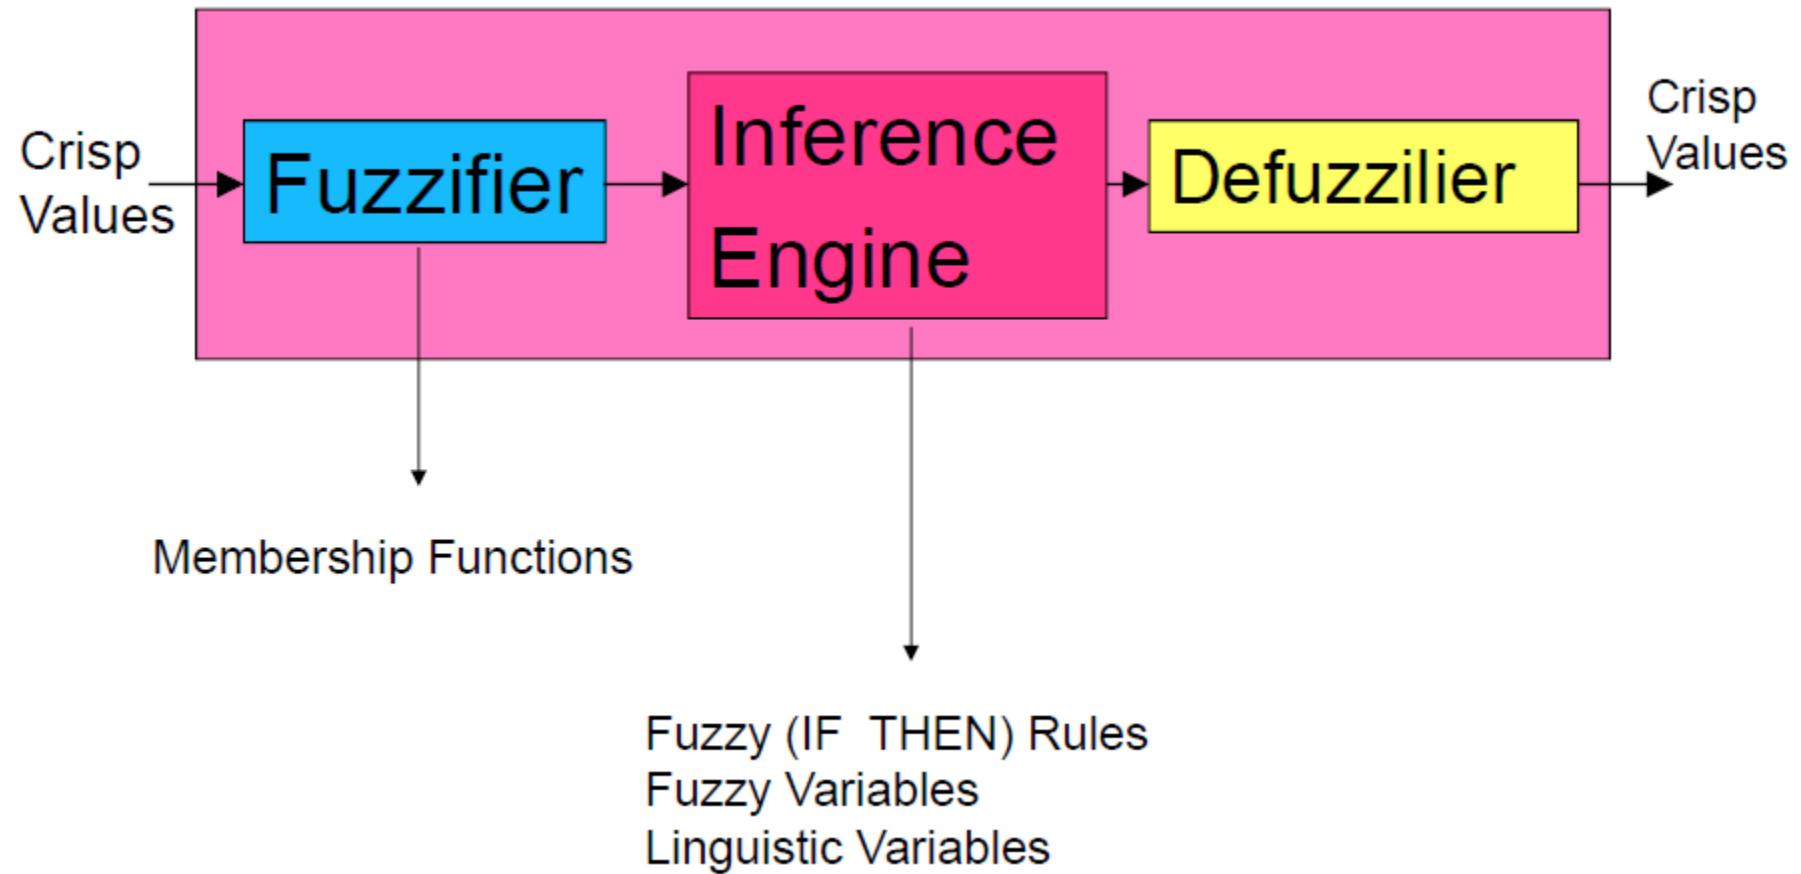 Crisp
Values
Fuzzifier
Inference
Engine
Defuzzilier
Crisp
Values
Membership Functions
Fuzzy (IF  THEN) Rules
Fuzzy Variables
Linguistic Variables